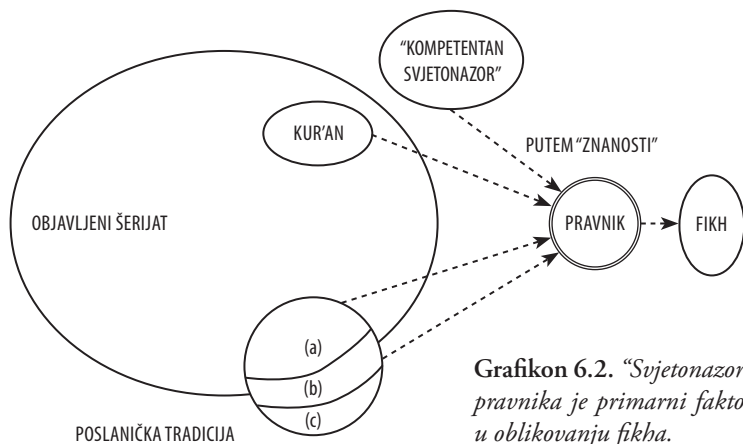 “KOMPETENTAN
SVJETONAZOR”
KUR’AN
PUTEM “ZNANOSTI”
OBJAVLJENI ŠERIJAT
PRAVNIK
FIKH
(a)
(b)
(c)
POSLANIČKA TRADICIJA
Grafikon 6.2. “Svjetonazor
pravnika je primarni fakto
u oblikovanju fikha.